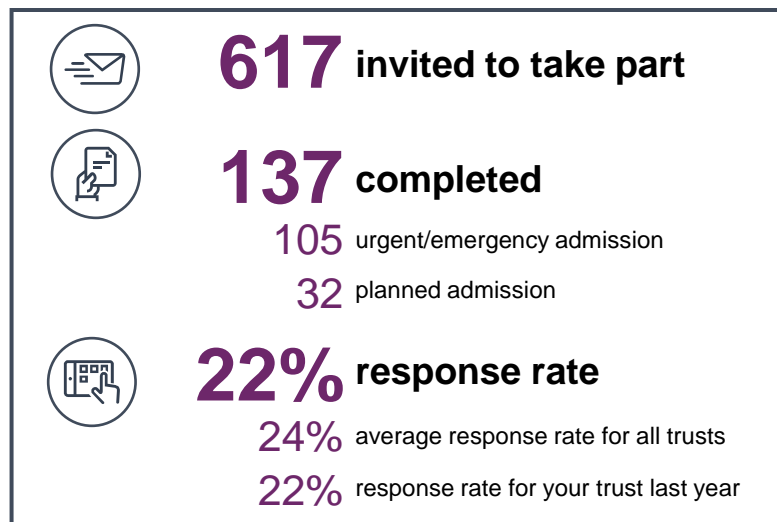 617 invited to take part
137 completed
105 urgent/emergency admission
32 planned admission
22% response rate
24% average response rate for all trusts
22% response rate for your trust last year